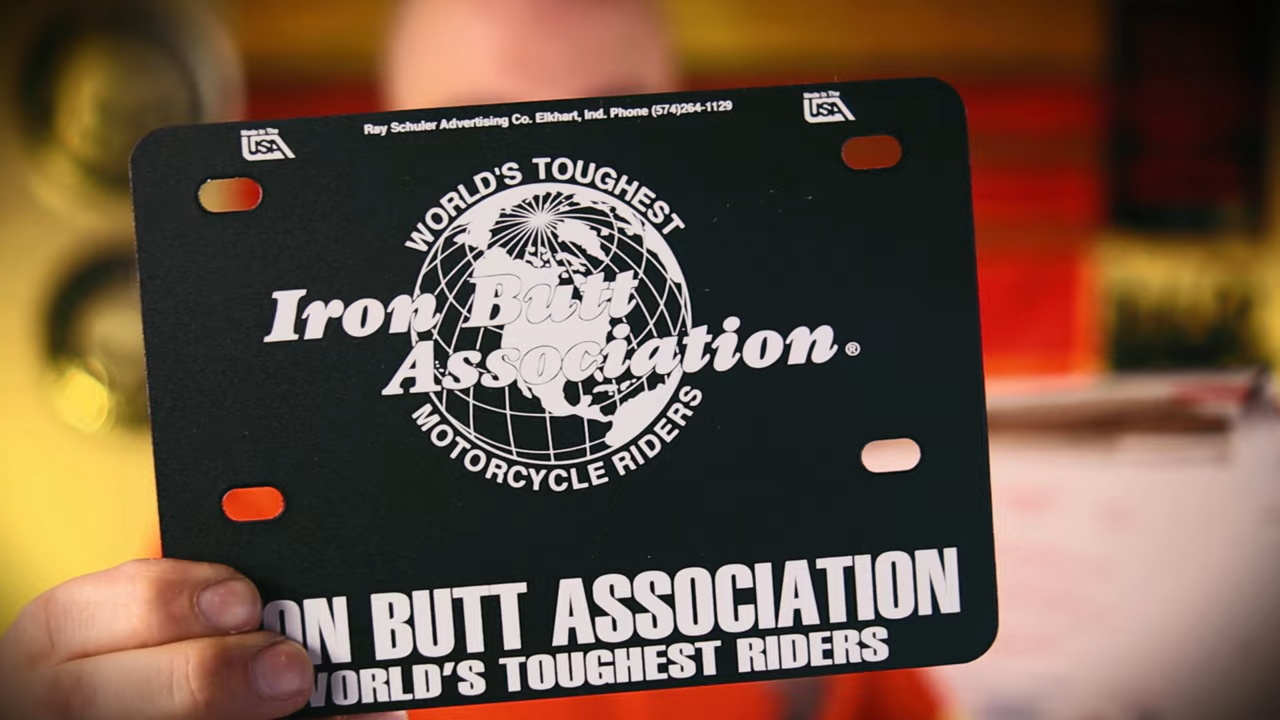 Made In The
USA
Ray Schuler Advertising Co. Elkhart, Ind. Phone (574)264-1129
Made In The
USA
WORLD'S TOUGHEST
Iron Butt
Association®
MOTORCYCLE RIDERS
ON BUTT ASSOCIATION
WORLD'S TOUGHEST RIDERS